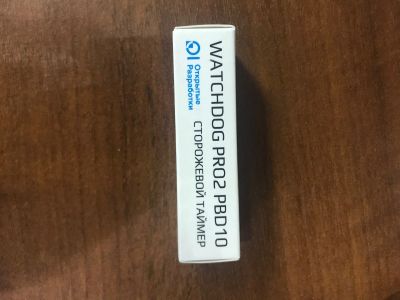 WATCHDOG PRO2 PBD10
СТОРОЖЕВОЙ ТАЙМЕР
Открытые
Разработки